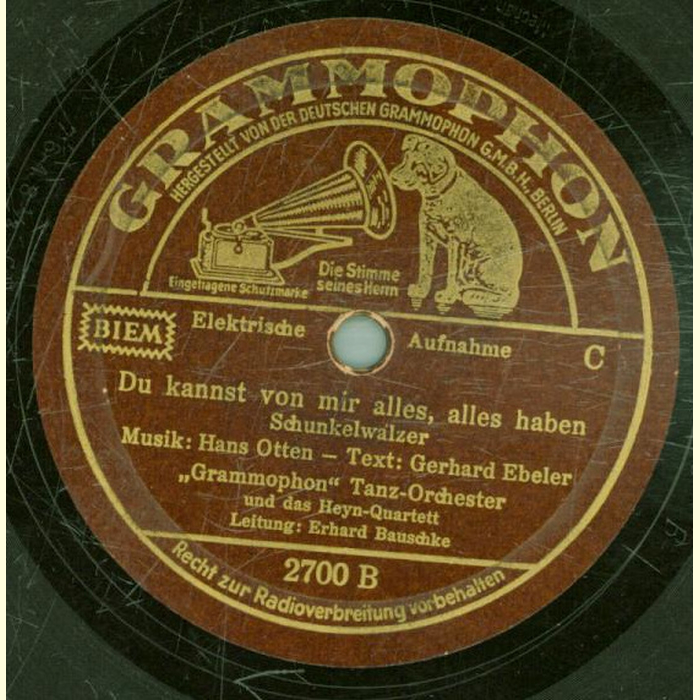 GRAMMOPHON
HERGESTELLT VON DER DEUTSCHEN GRAMMOPHON G.M.B.H., BERLIN
Die Stimme
seines Herrn
Eingetragene Schutzmarke
BIEM
Elektrische Aufnahme C
Du kannst von mir alles, alles haben
Schunkelwalzer
Musik: Hans Otten – Text: Gerhard Ebeler
„Grammophon“ Tanz-Orchester
und das Heyn-Quartett
Leitung: Erhard Bauschke
2700 B
Recht zur Radioverbreitung vorbehalten